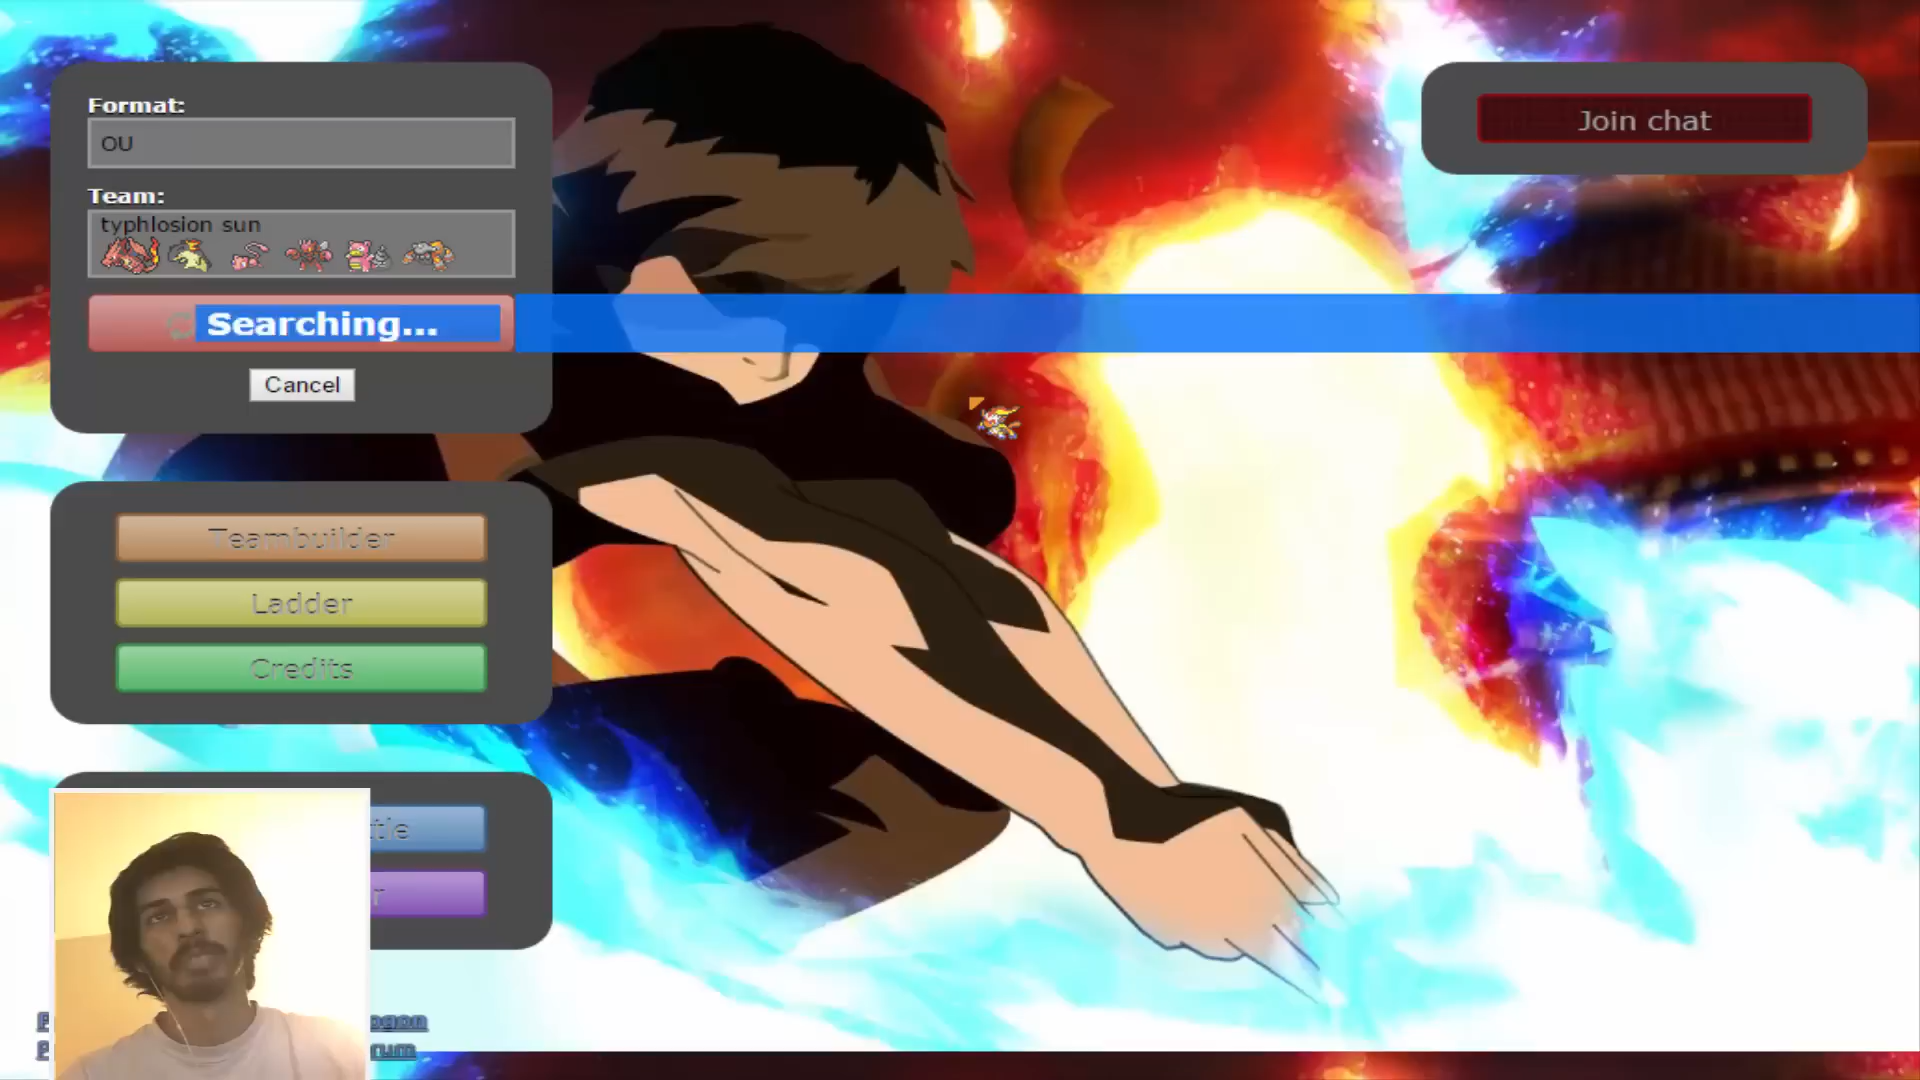 Format:
OU
Team:
typhlosion sun
Searching...
Cancel
Teambuilder
Ladder
Credits
Join chat